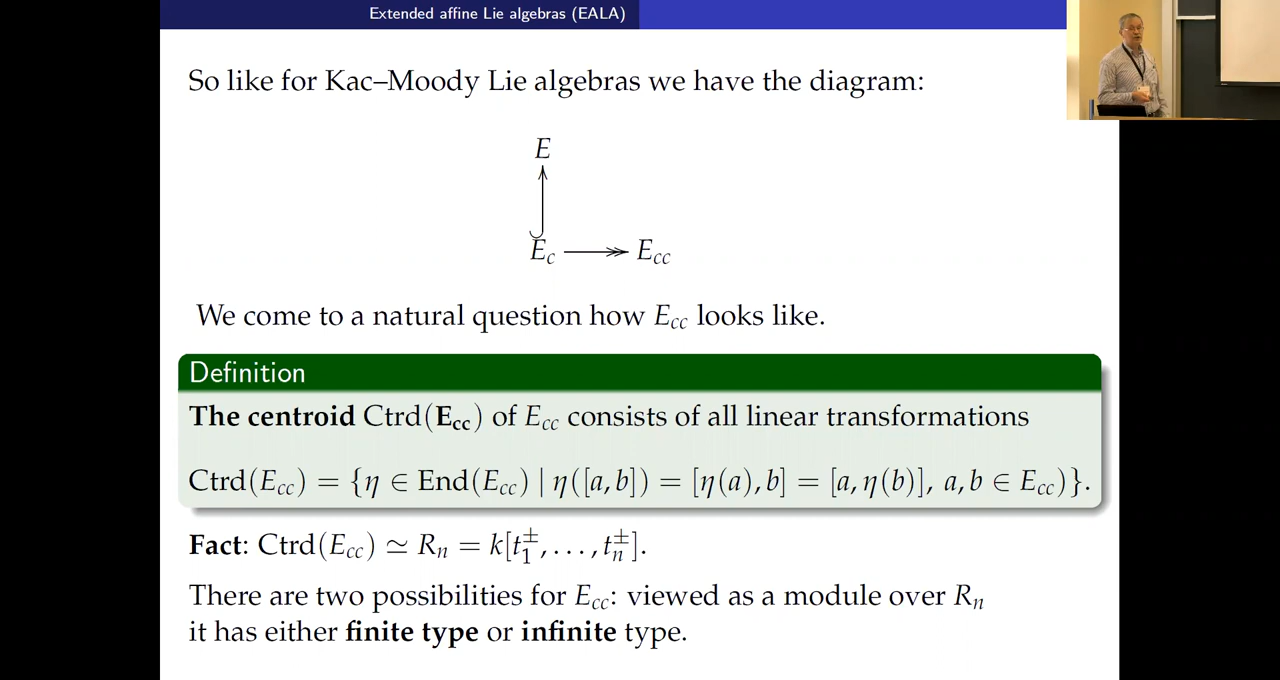 Extended affine Lie algebras (EALA)
So like for Kac–Moody Lie algebras we have the diagram:
E
E_c → E_cc
We come to a natural question how E_cc looks like.
Definition
The centroid Ctrd(E_cc) of E_cc consists of all linear transformations
Ctrd(E_cc) = {η ∈ End(E_cc) | η([a, b]) = [η(a), b] = [a, η(b)], a, b ∈ E_cc)}.
Fact: Ctrd(E_cc) ≃ R_n = k[t_1^±, . . . , t_n^±].
There are two possibilities for E_cc: viewed as a module over R_n
it has either finite type or infinite type.